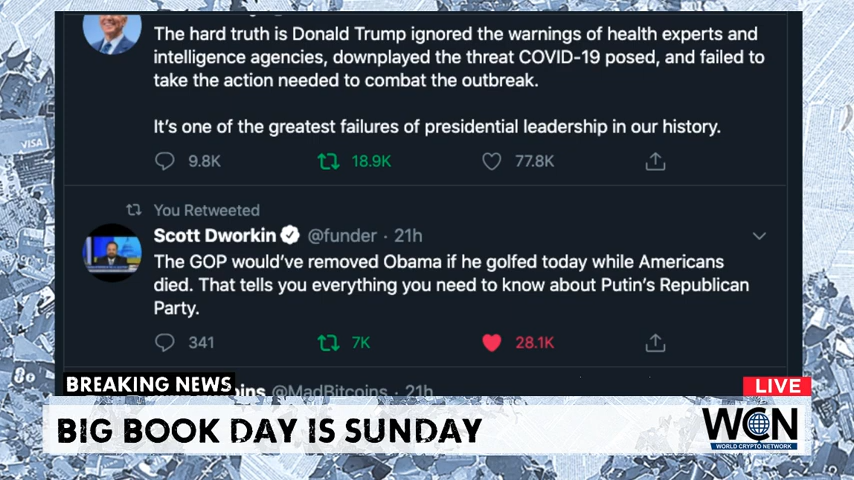 The hard truth is Donald Trump ignored the warnings of health experts and
intelligence agencies, downplayed the threat COVID-19 posed, and failed to
take the action needed to combat the outbreak.
It's one of the greatest failures of presidential leadership in our history.
9.8K 18.9K 77.8K
You Retweeted
Scott Dworkin @funder · 21h
The GOP would've removed Obama if he golfed today while Americans
died. That tells you everything you need to know about Putin's Republican
Party.
341 7K 28.1K
@MadBitcoins · 21h
BREAKING NEWS
LIVE
BIG BOOK DAY IS SUNDAY
WCN
WORLD CRYPTO NETWORK
VISA